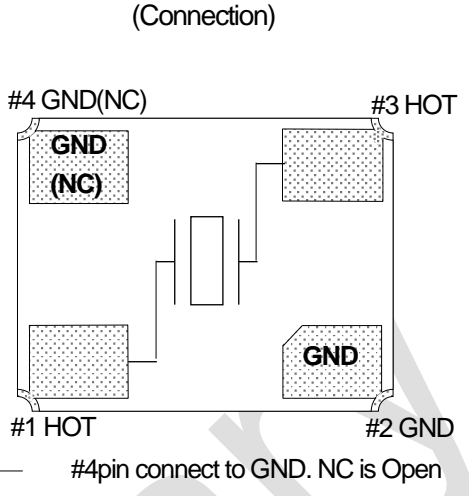 (Connection)
#4 GND(NC)
#3 HOT
GND
(NC)
GND
#1 HOT
#2 GND
#4pin connect to GND. NC is Open